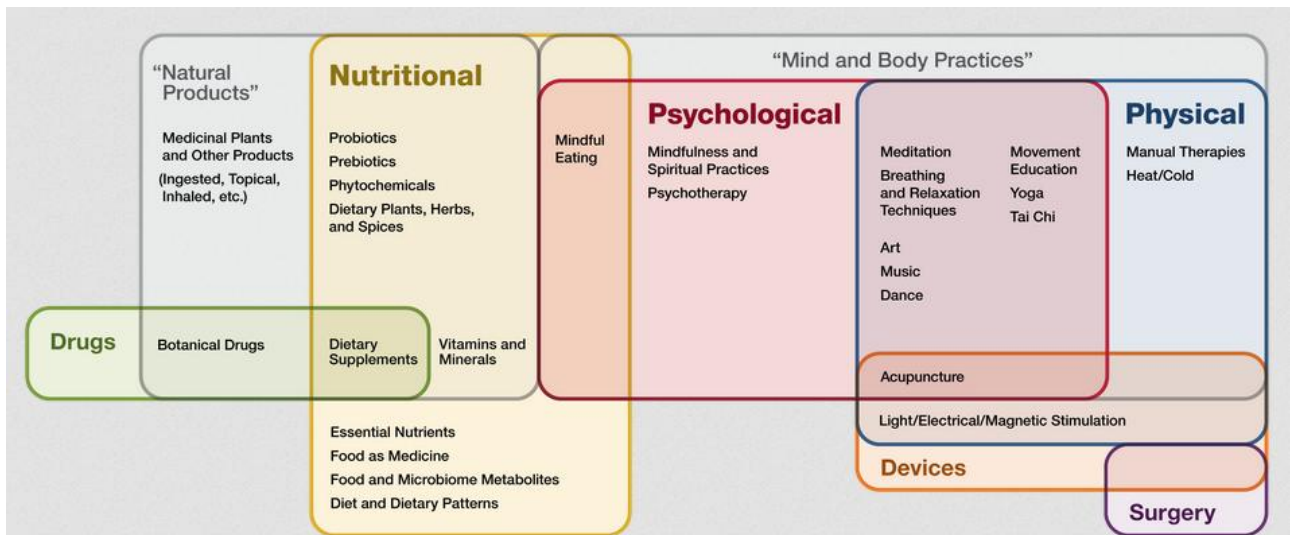 “Natural
Products”
Medicinal Plants
and Other Products
(Ingested, Topical,
Inhaled, etc.)
Nutritional
Probiotics
Prebiotics
Phytochemicals
Dietary Plants, Herbs,
and Spices
Mindful
Eating
“Mind and Body Practices”
Psychological
Mindfulness and
Spiritual Practices
Psychotherapy
Meditation
Breathing
and Relaxation
Techniques
Art
Music
Dance
Movement
Education
Yoga
Tai Chi
Physical
Manual Therapies
Heat/Cold
Drugs
Botanical Drugs
Dietary
Supplements
Vitamins and
Minerals
Essential Nutrients
Food as Medicine
Food and Microbiome Metabolites
Diet and Dietary Patterns
Acupuncture
Light/Electrical/Magnetic Stimulation
Devices
Surgery